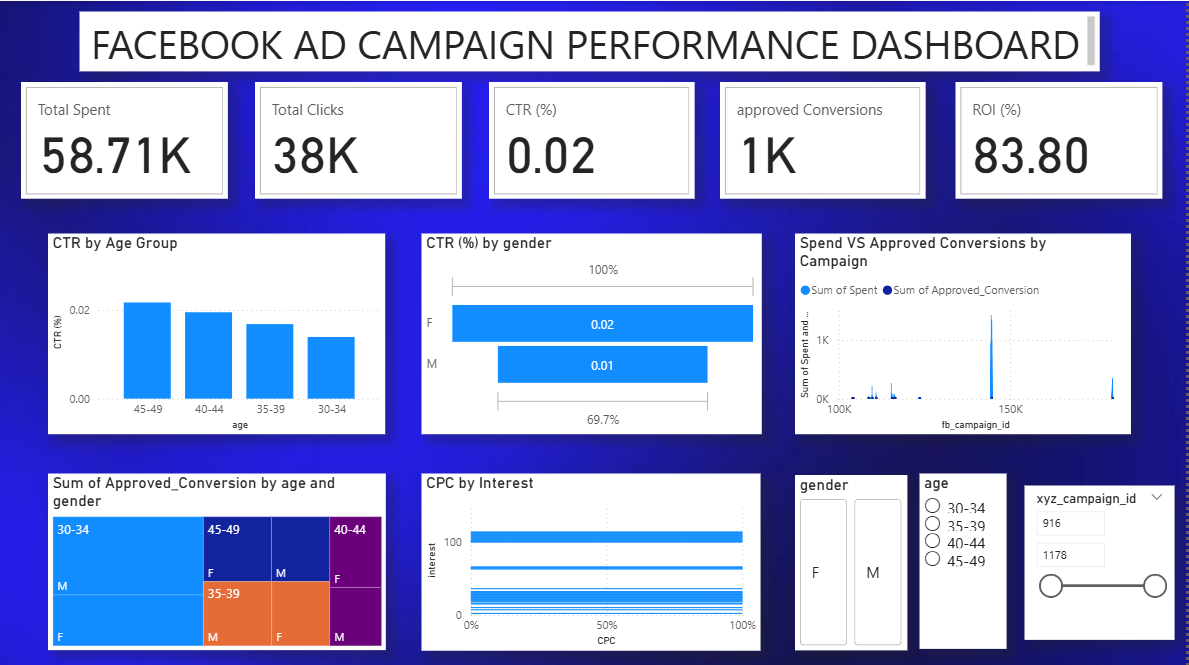 FACEBOOK AD CAMPAIGN PERFORMANCE DASHBOARD
Total Spent
58.71K
Total Clicks
38K
CTR (%)
0.02
approved Conversions
1K
ROI (%)
83.80
CTR by Age Group
CTR (%)
0.02
0.00
45-49
40-44
35-39
30-34
age
CTR (%) by gender
100%
F
0.02
M
0.01
69.7%
Spend VS Approved Conversions by
Campaign
Sum of Spent
Sum of Approved_Conversion
Sum of Spent and ...
1K
0K
100K
150K
fb_campaign_id
Sum of Approved_Conversion by age and
gender
30-34
M
F
45-49
F
M
35-39
M
F
40-44
F
M
CPC by Interest
interest
100
0
0%
50%
100%
CPC
gender
F
M
age
30-34
35-39
40-44
45-49
xyz_campaign_id
916
1178